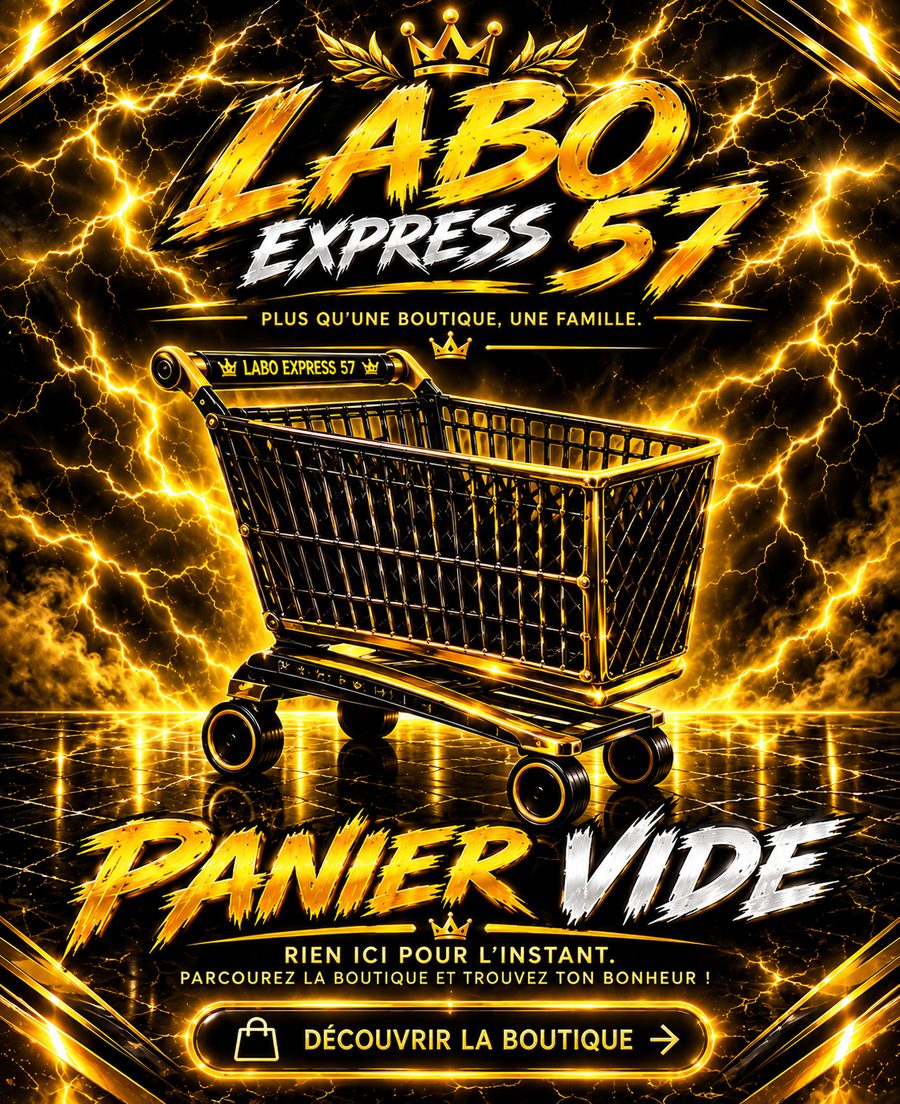 LABO
EXPRESS 57
PLUS QU'UNE BOUTIQUE, UNE FAMILLE.
LABO EXPRESS 57
PANIER VIDE
RIEN ICI POUR L'INSTANT.
PARCOUREZ LA BOUTIQUE ET TROUVEZ TON BONHEUR !
DÉCOUVRIR LA BOUTIQUE →